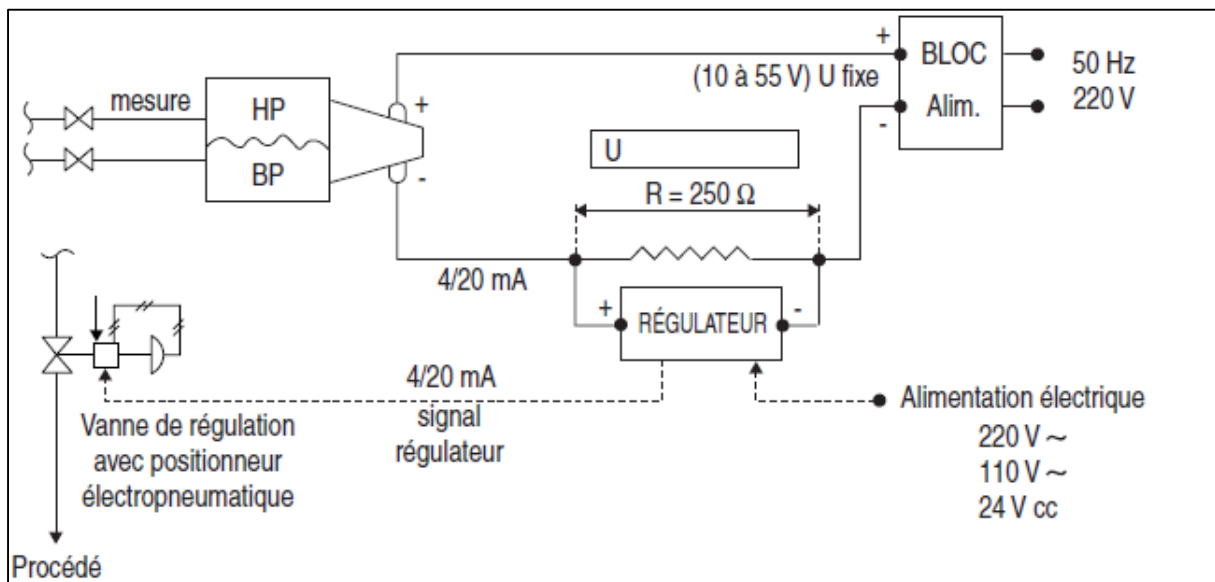 mesure
HP
BP
+
-
(10 à 55 V) U fixe
+
-
BLOC
Alim.
50 Hz
220 V
U
R = 250 Ω
4/20 mA
+
RÉGULATEUR
-
4/20 mA
signal
régulateur
Vanne de régulation
avec positionneur
électropneumatique
Alimentation électrique
220 V ~
110 V ~
24 V cc
Procédé